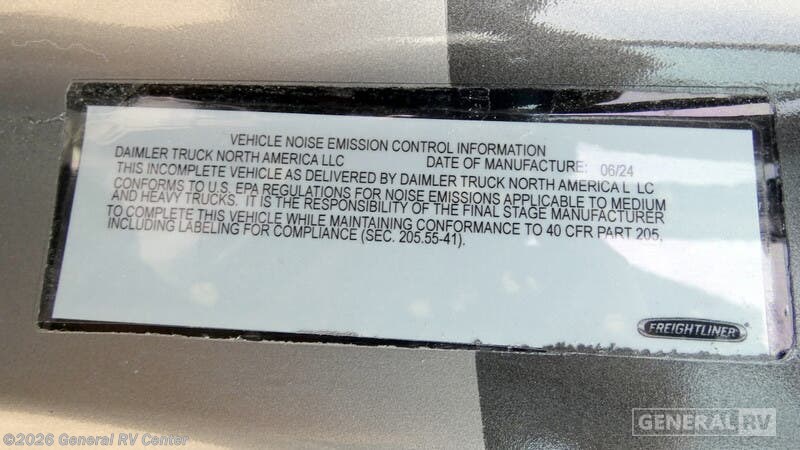 VEHICLE NOISE EMISSION CONTROL INFORMATION
DAIMLER TRUCK NORTH AMERICA LLC DATE OF MANUFACTURE: 06/24
THIS INCOMPLETE VEHICLE AS DELIVERED BY DAIMLER TRUCK NORTH AMERICA L LC
CONFORMS TO U.S. EPA REGULATIONS FOR NOISE EMISSIONS APPLICABLE TO MEDIUM
AND HEAVY TRUCKS. IT IS THE RESPONSIBILITY OF THE FINAL STAGE MANUFACTURER
TO COMPLETE THIS VEHICLE WHILE MAINTAINING CONFORMANCE TO 40 CFR PART 205,
INCLUDING LABELING FOR COMPLIANCE (SEC. 205.55-41).
FREIGHTLINER
GENERAL RV
©2026 General RV Center